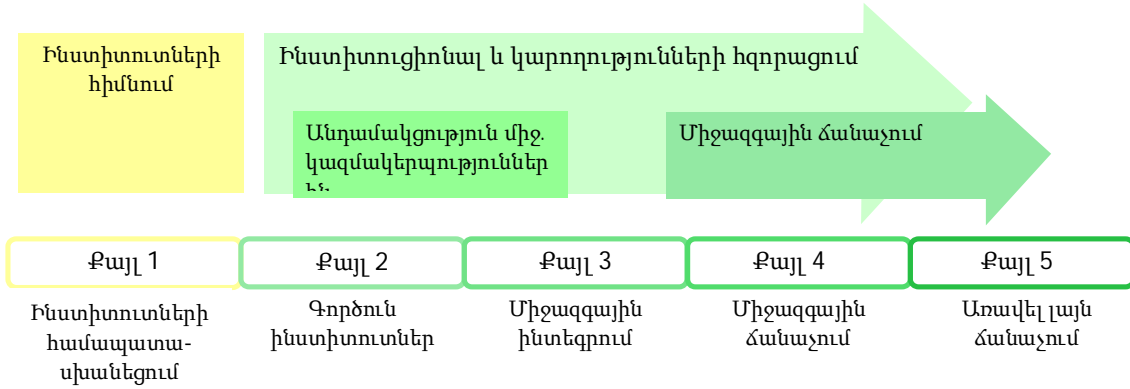 Ինստիտուտների
հիմնում
Ինստիտուցիոնալ և կարողությունների հզորացում
Անդամակցություն միջ.
կազմակերպություններ
ին
Միջազգային ճանաչում
Քայլ 1
Քայլ 2
Քայլ 3
Քայլ 4
Քայլ 5
Ինստիտուտների
համապատա-
սխանեցում
Գործուն
ինստիտուտներ
Միջազգային
ինտեգրում
Միջազգային
ճանաչում
Առավել լայն
ճանաչում